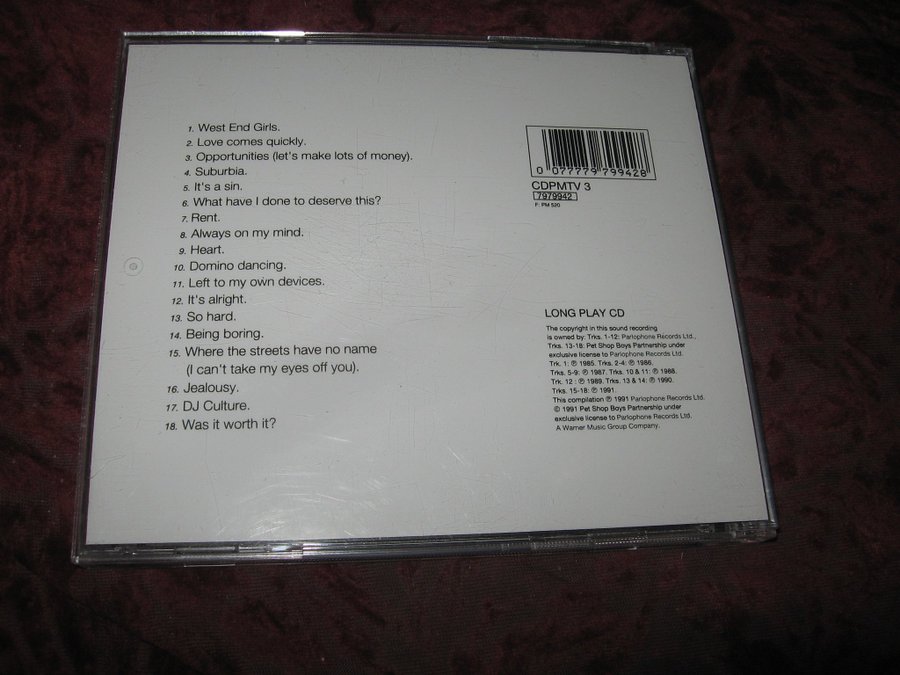 1. West End Girls.
2. Love comes quickly.
3. Opportunities (let's make lots of money).
4. Suburbia.
5. It's a sin.
6. What have I done to deserve this?
7. Rent.
8. Always on my mind.
9. Heart.
10. Domino dancing.
11. Left to my own devices.
12. It's alright.
13. So hard.
14. Being boring.
15. Where the streets have no name
(I can't take my eyes off you).
16. Jealousy.
17. DJ Culture.
18. Was it worth it?
0 077779 799428
CDPMTV 3
7979942
F: PM 520
LONG PLAY CD
The copyright in this sound recording
is owned by: Trks. 1-12: Parlophone Records Ltd.,
Trks. 13-18: Pet Shop Boys Partnership under
exclusive license to Parlophone Records Ltd.
Trk. 1: ℗ 1985. Trks. 2-4: ℗ 1986.
Trks. 5-9: ℗ 1987. Trks. 10 & 11: ℗ 1988.
Trk. 12 : ℗ 1989. Trks. 13 & 14: ℗ 1990.
Trks. 15-18: ℗ 1991.
This compilation ℗ 1991 Parlophone Records Ltd.
© 1991 Pet Shop Boys Partnership under
exclusive license to Parlophone Records Ltd.
A Warner Music Group Company.